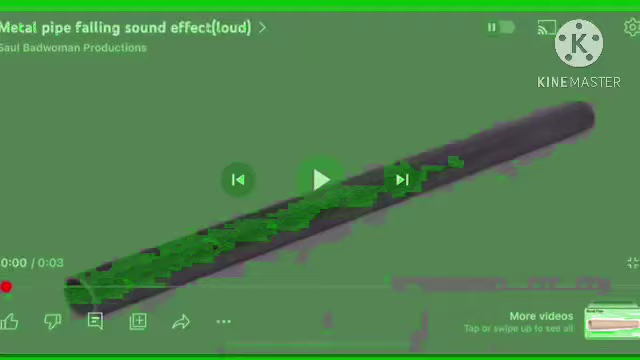 Metal pipe falling sound effect(loud)
Saul Badwoman Productions
KINEMASTER
0:00 / 0:03
More videos
Tap or swipe up to see all